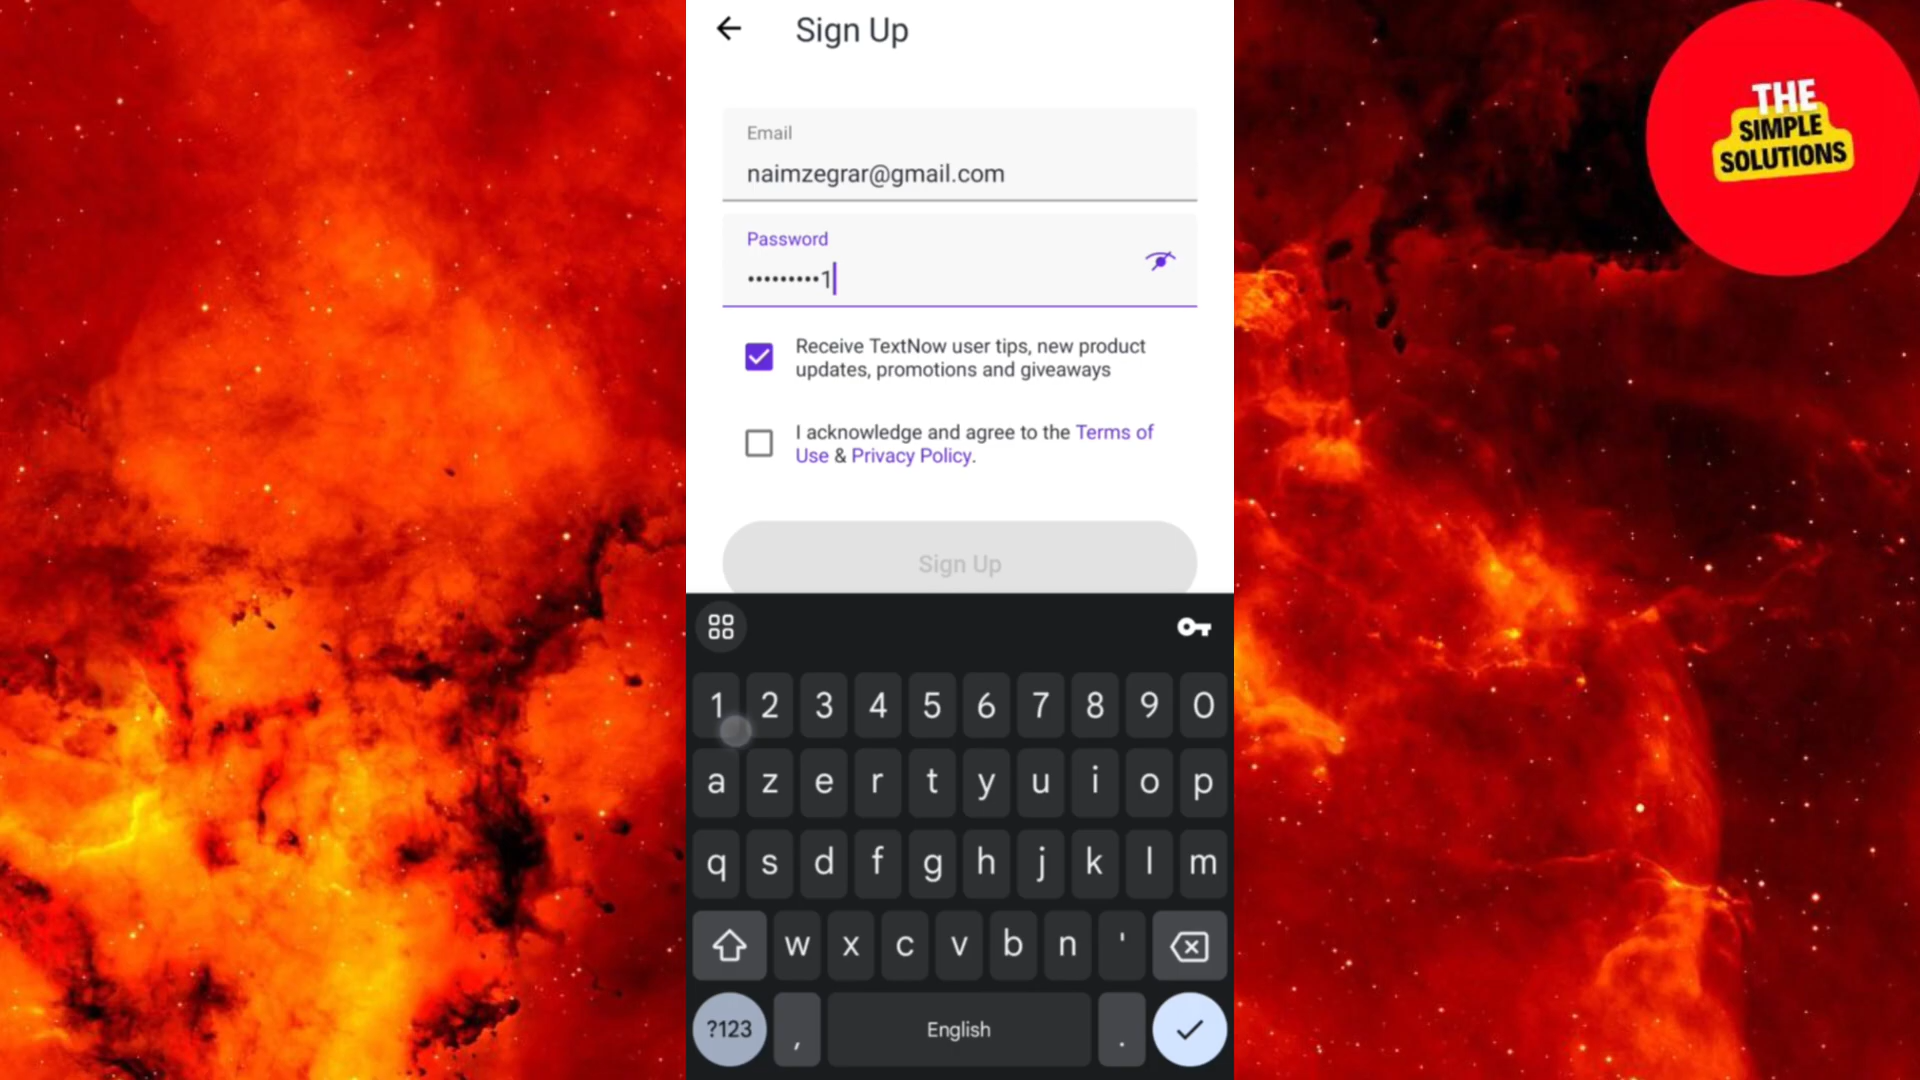 Sign Up
THE
SIMPLE
SOLUTIONS
Email
naimzegrar@gmail.com
Password
•••••••••1
Receive TextNow user tips, new product
updates, promotions and giveaways
I acknowledge and agree to the Terms of
Use & Privacy Policy.
Sign Up
1 2 3 4 5 6 7 8 9 0
a z e r t y u i o p
q s d f g h j k l m
w x c v b n '
?123 , English .